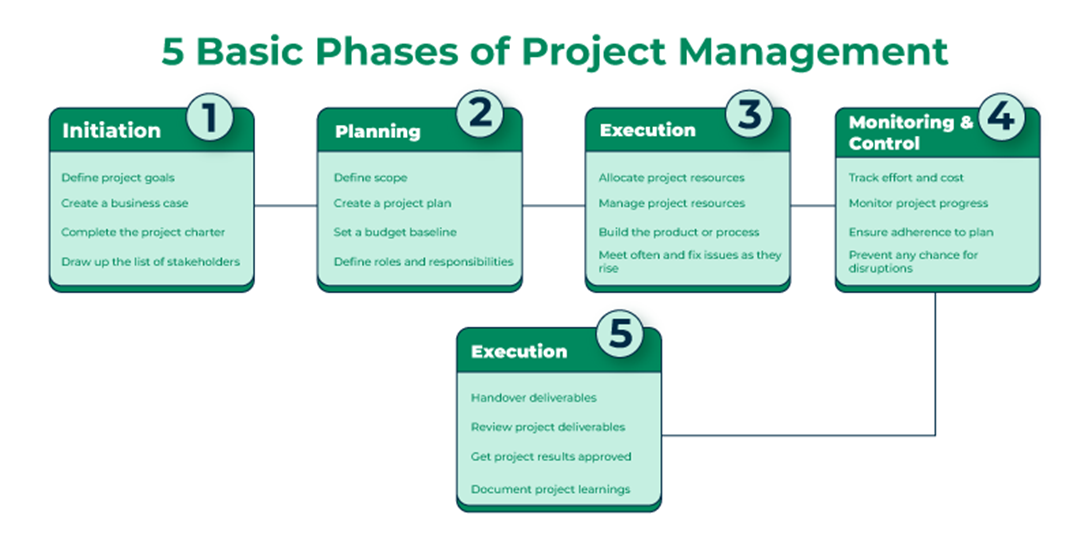 5 Basic Phases of Project Management
1
Initiation
Define project goals
Create a business case
Complete the project charter
Draw up the list of stakeholders
2
Planning
Define scope
Create a project plan
Set a budget baseline
Define roles and responsibilities
3
Execution
Allocate project resources
Manage project resources
Build the product or process
Meet often and fix issues as they
rise
4
Monitoring &
Control
Track effort and cost
Monitor project progress
Ensure adherence to plan
Prevent any chance for
disruptions
5
Execution
Handover deliverables
Review project deliverables
Get project results approved
Document project learnings